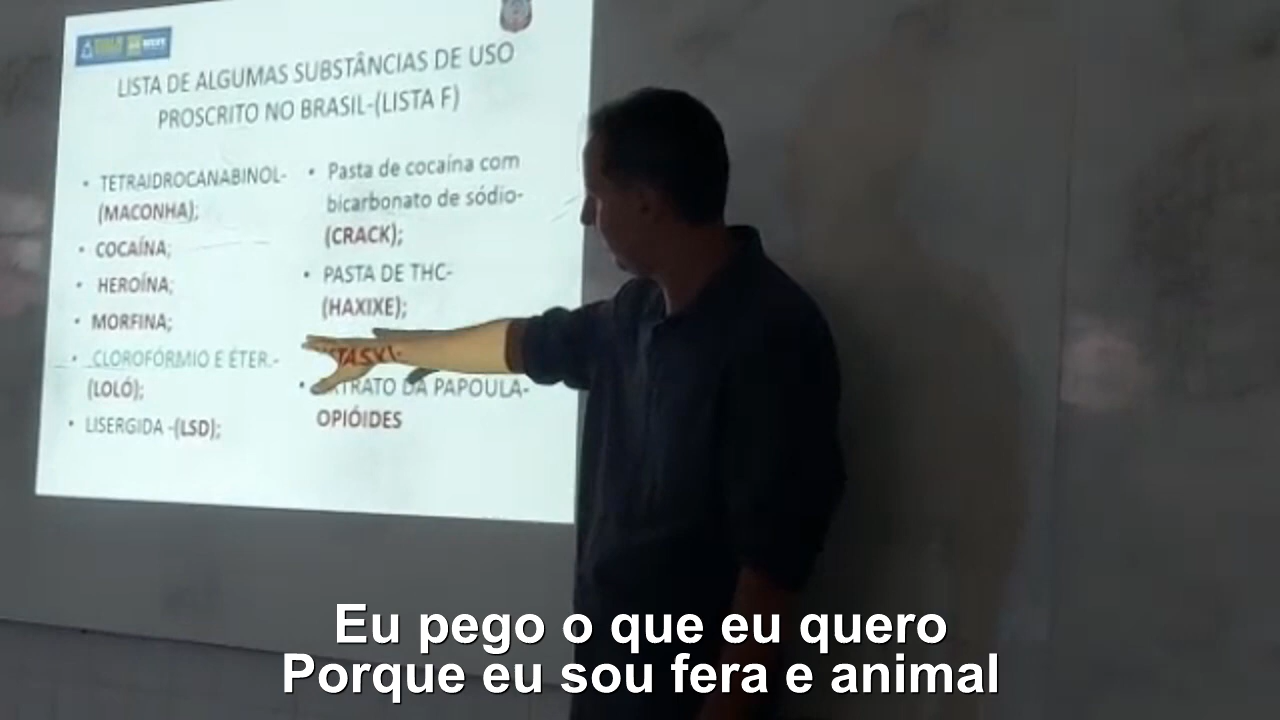 LISTA DE ALGUMAS SUBSTÂNCIAS DE USO
PROSCRITO NO BRASIL-(LISTA F)
• TETRAIDROCANABINOL-
(MACONHA);
• COCAÍNA;
• HEROÍNA;
• MORFINA;
• CLOROFÓRMIO E ÉTER.-
(LOLÓ);
• LISERGIDA -(LSD);
• Pasta de cocaína com
bicarbonato de sódio-
(CRACK);
• PASTA DE THC-
(HAXIXE);
• DA PAPOULA-
OPIÓIDES
Eu pego o que eu quero
Porque eu sou fera e animal